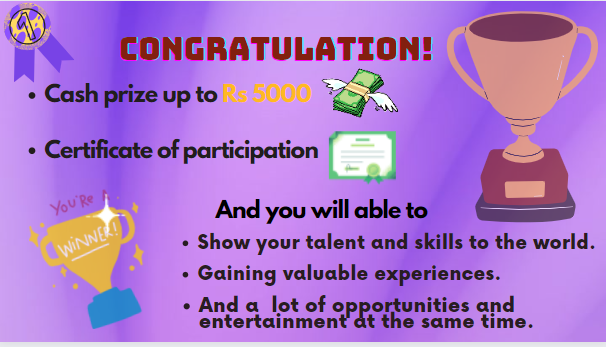 1
CONGRATULATION!
• Cash prize up to Rs 5000
• Certificate of participation
YOU'RE A
WINNER!
And you will able to
• Show your talent and skills to the world.
• Gaining valuable experiences.
• And a lot of opportunities and
entertainment at the same time.